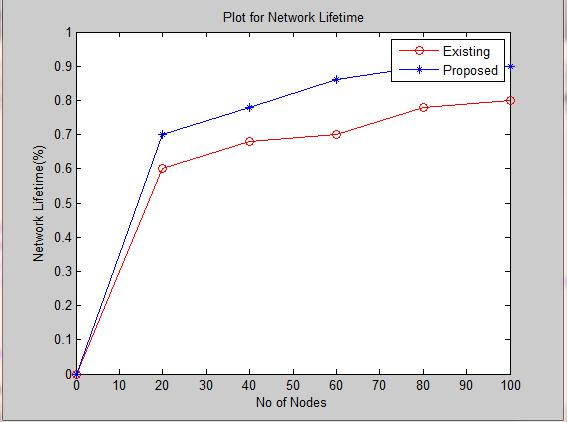 Plot for Network Lifetime
Existing
Proposed
1
0.9
0.8
0.7
0.6
0.5
0.4
0.3
0.2
0.1
0
Network Lifetime(%)
0 10 20 30 40 50 60 70 80 90 100
No of Nodes